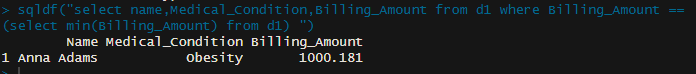 > sqldf("select name,Medical_Condition,Billing_Amount from d1 where Billing_Amount ==
(select min(Billing_Amount) from d1) ")
Name Medical_Condition Billing_Amount
1 Anna Adams Obesity 1000.181
>